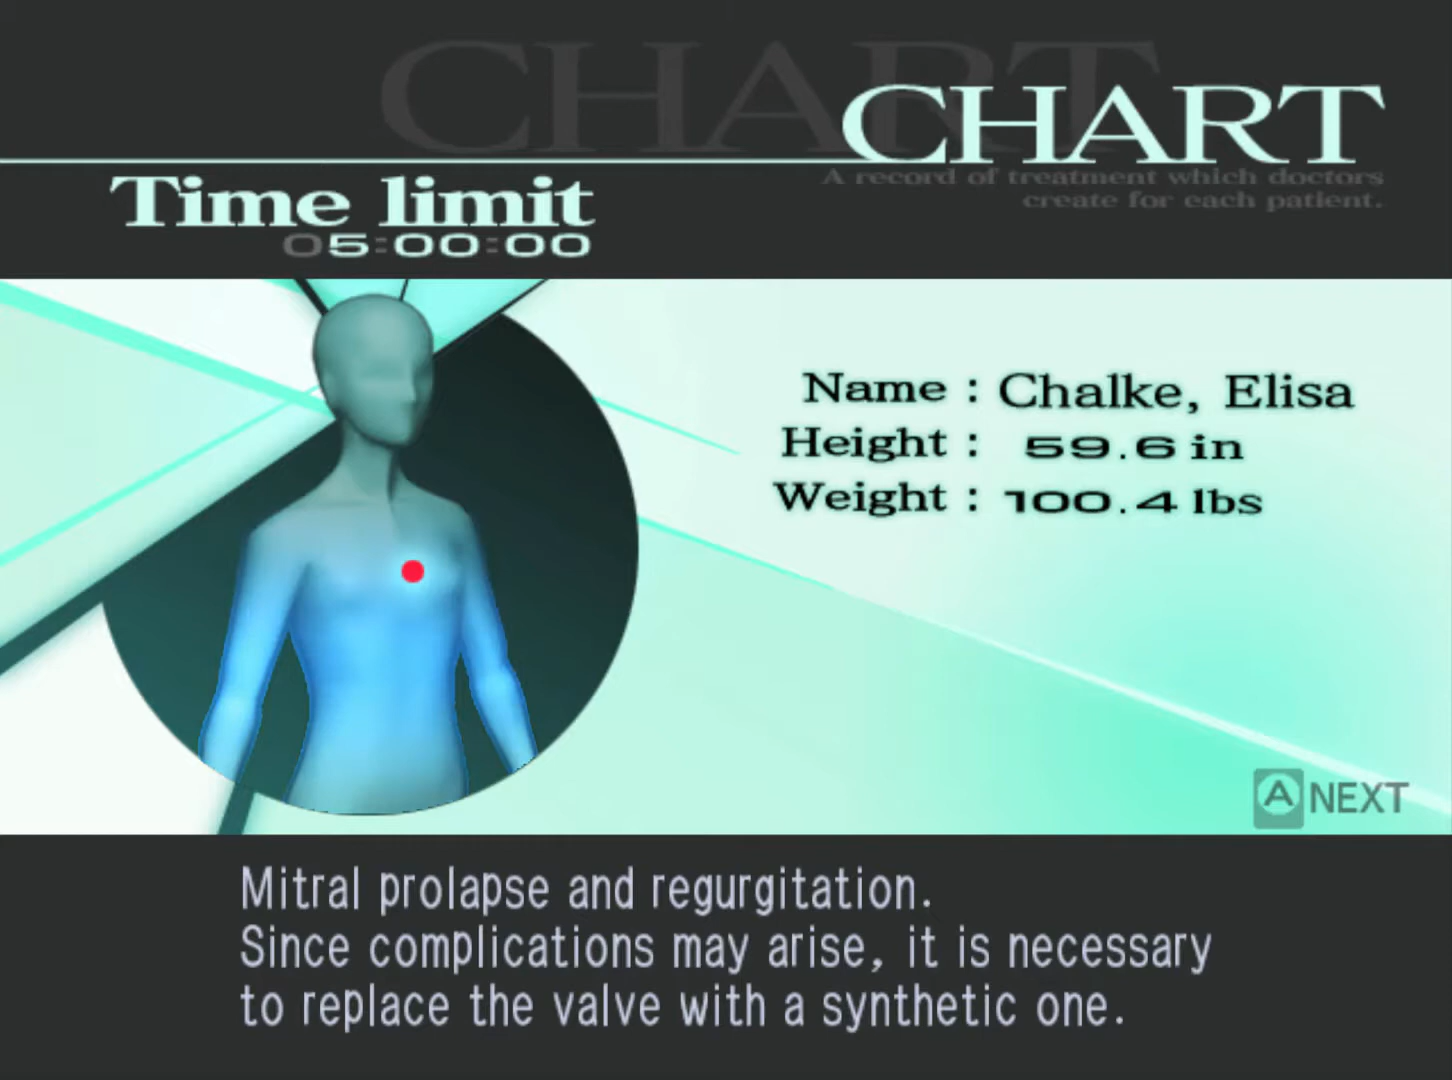 CHART
CHART
A record of treatment which doctors
create for each patient.
Time limit
05:00:00
Name : Chalke, Elisa
Height : 59.6 in
Weight : 100.4 lbs
A NEXT
Mitral prolapse and regurgitation.
Since complications may arise, it is necessary
to replace the valve with a synthetic one.